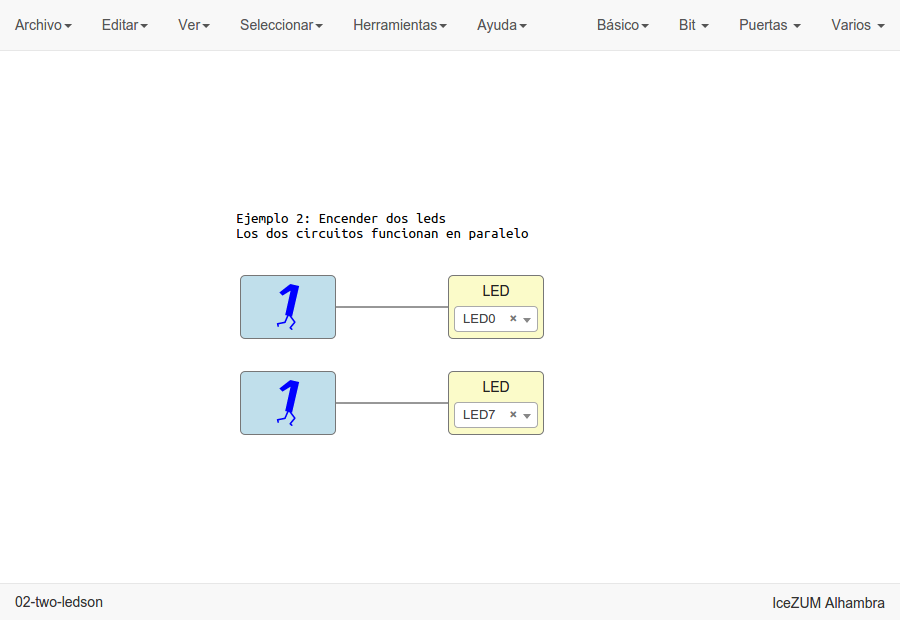 Archivo Editar Ver Seleccionar Herramientas Ayuda Básico Bit Puertas Varios
Ejemplo 2: Encender dos leds
Los dos circuitos funcionan en paralelo
1 LED
LED0 ×
1 LED
LED7 ×
02-two-ledson IceZUM Alhambra